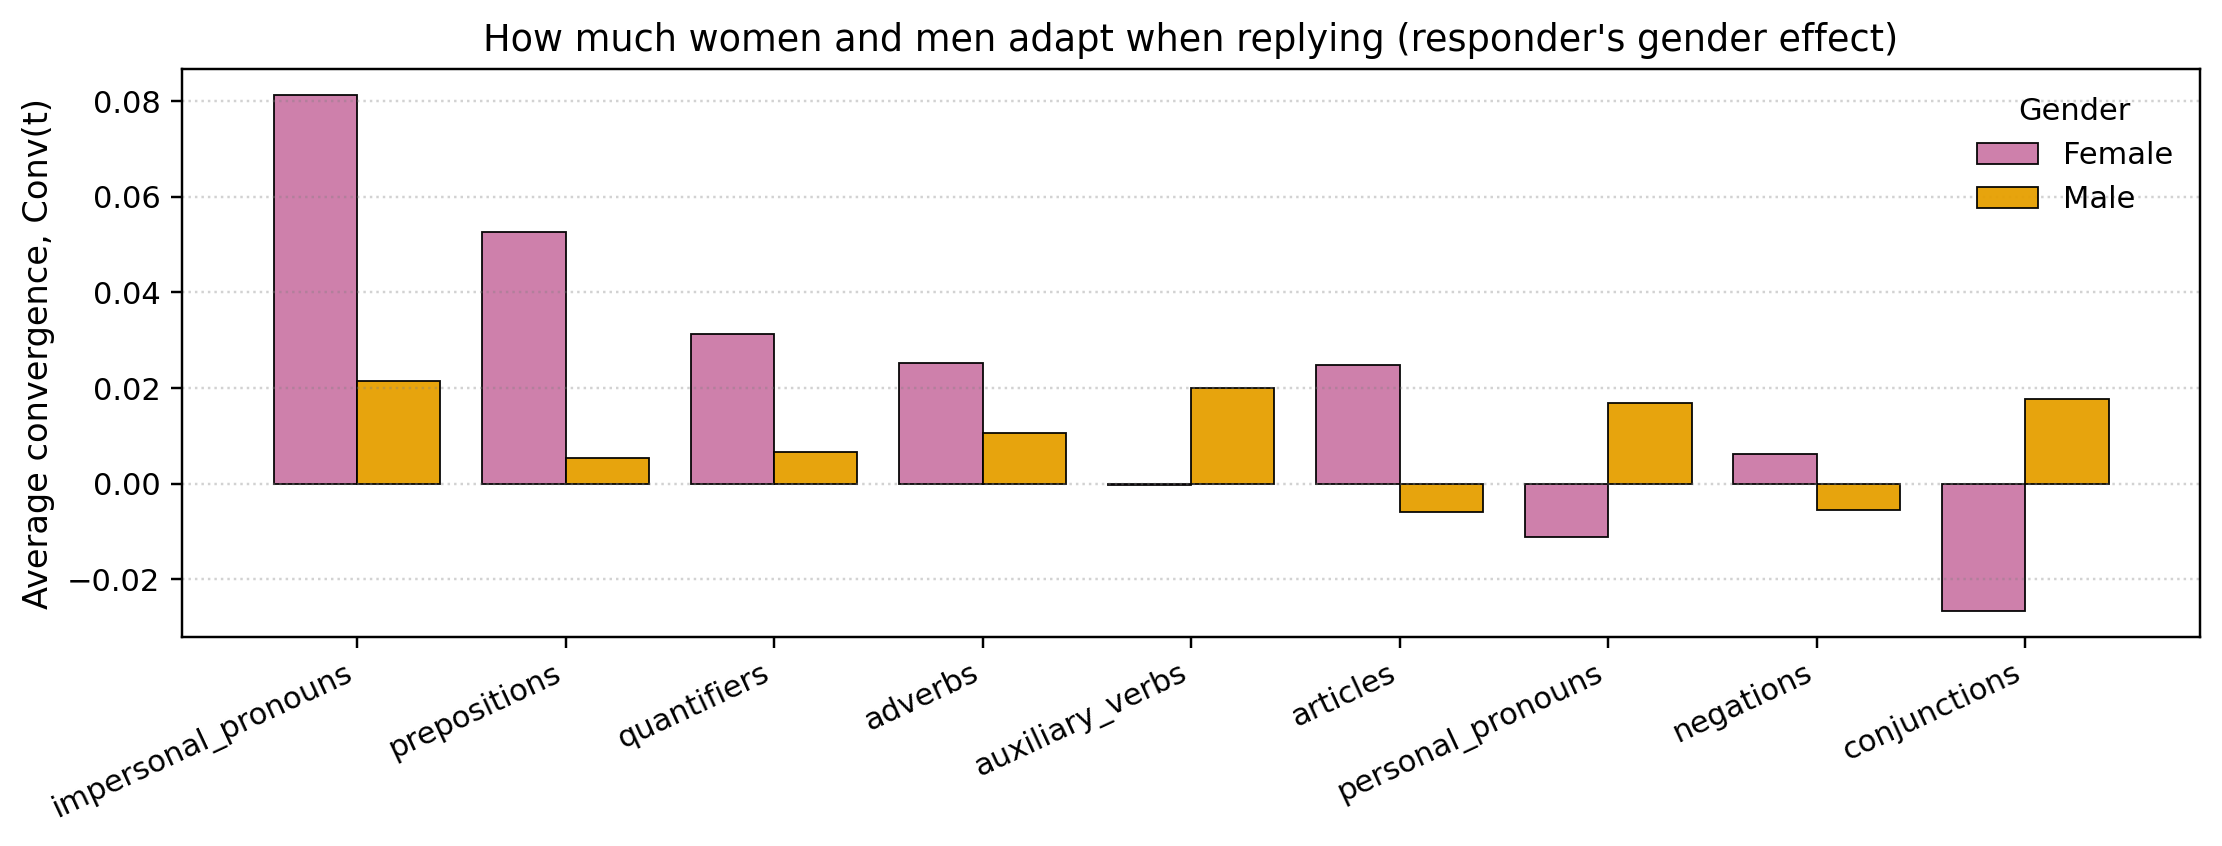 How much women and men adapt when replying (responder's gender effect)
Average convergence, Conv(t)
0.08
0.06
0.04
0.02
0.00
−0.02
Gender
Female
Male
impersonal_pronouns
prepositions
quantifiers
adverbs
auxiliary_verbs
articles
personal_pronouns
negations
conjunctions